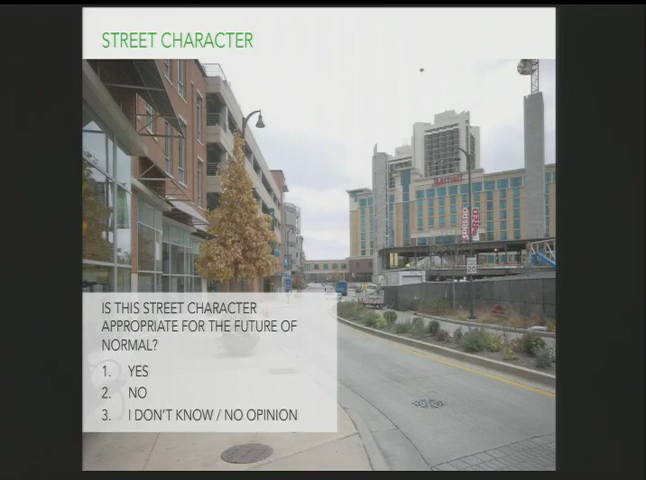 STREET CHARACTER
Marriott
IS THIS STREET CHARACTER
APPROPRIATE FOR THE FUTURE OF
NORMAL?
1. YES
2. NO
3. I DON'T KNOW / NO OPINION